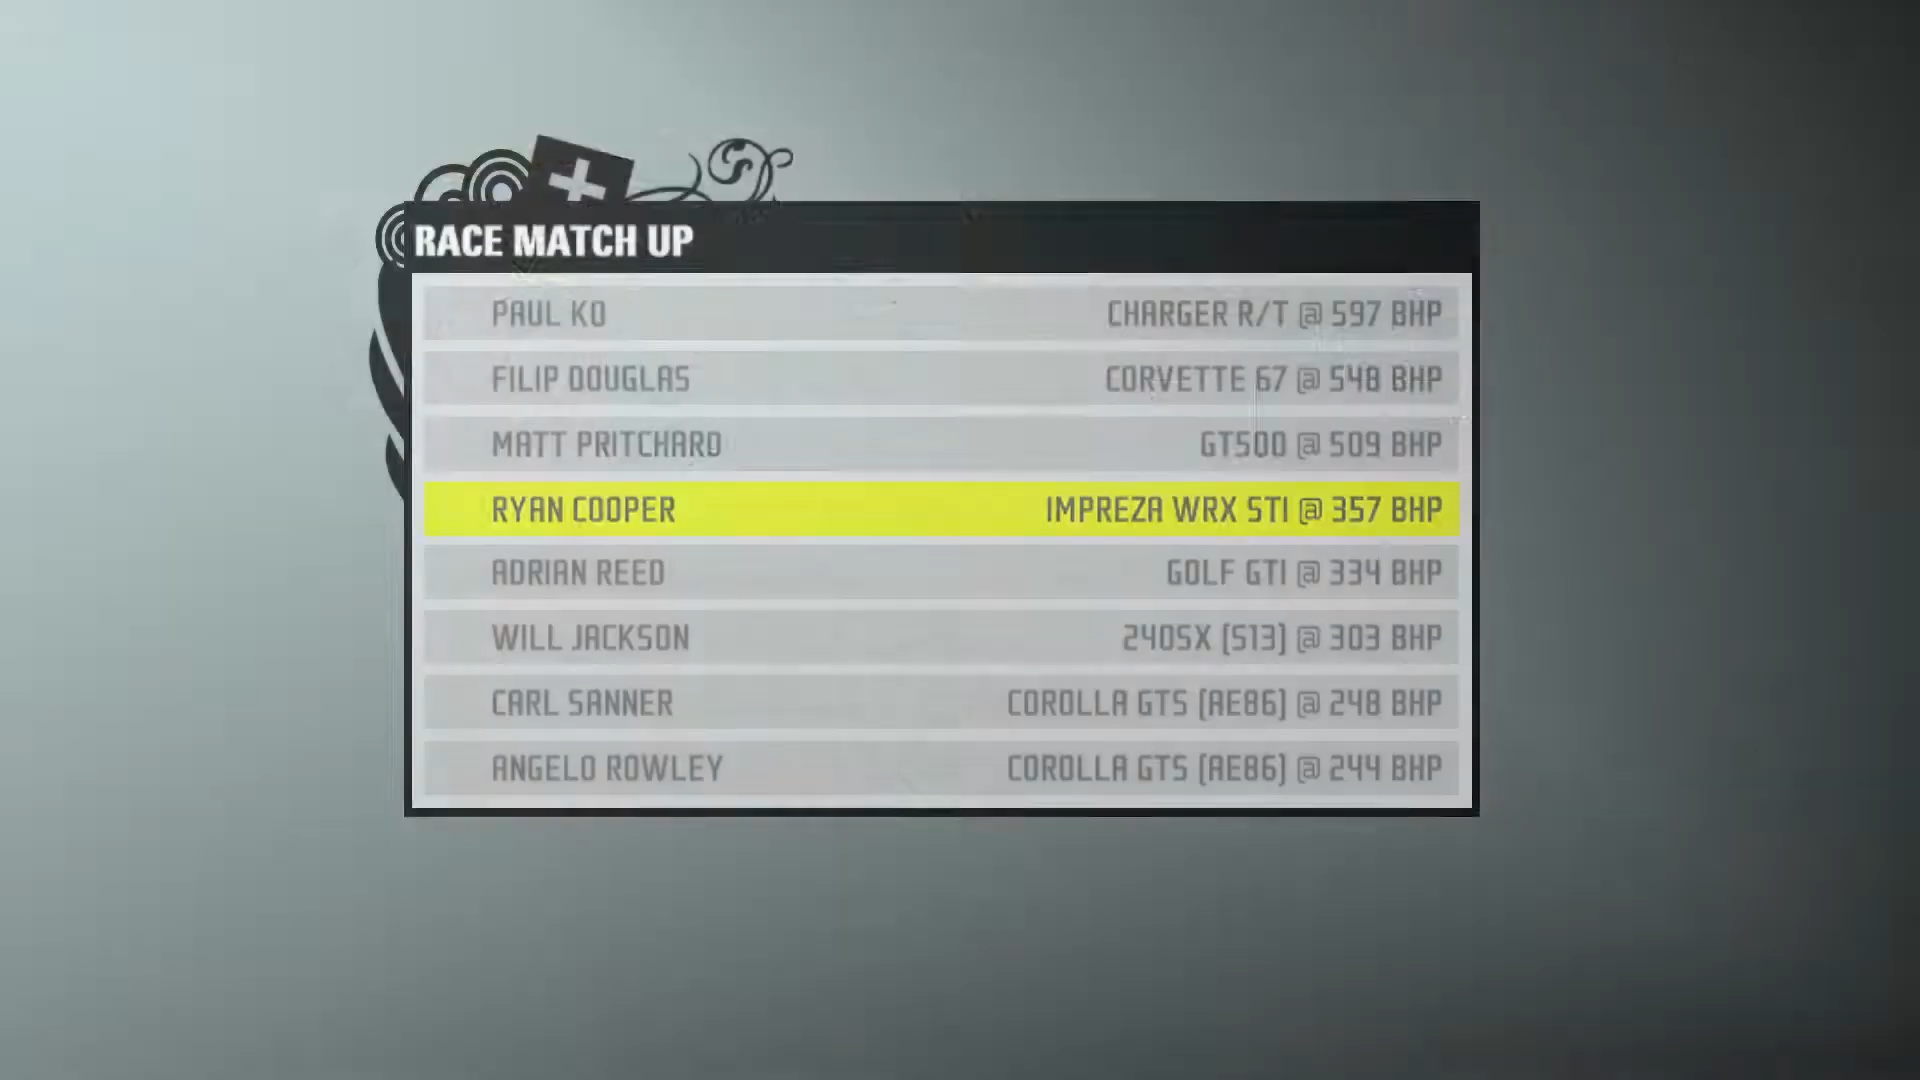 RACE MATCH UP
PAUL KO CHARGER R/T @ 597 BHP
FILIP DOUGLAS CORVETTE 67 @ 548 BHP
MATT PRITCHARD GT500 @ 509 BHP
RYAN COOPER IMPREZA WRX STI @ 357 BHP
ADRIAN REED GOLF GTI @ 334 BHP
WILL JACKSON 240SX (S13) @ 303 BHP
CARL SANNER COROLLA GTS (AE86) @ 248 BHP
ANGELO ROWLEY COROLLA GTS (AE86) @ 244 BHP